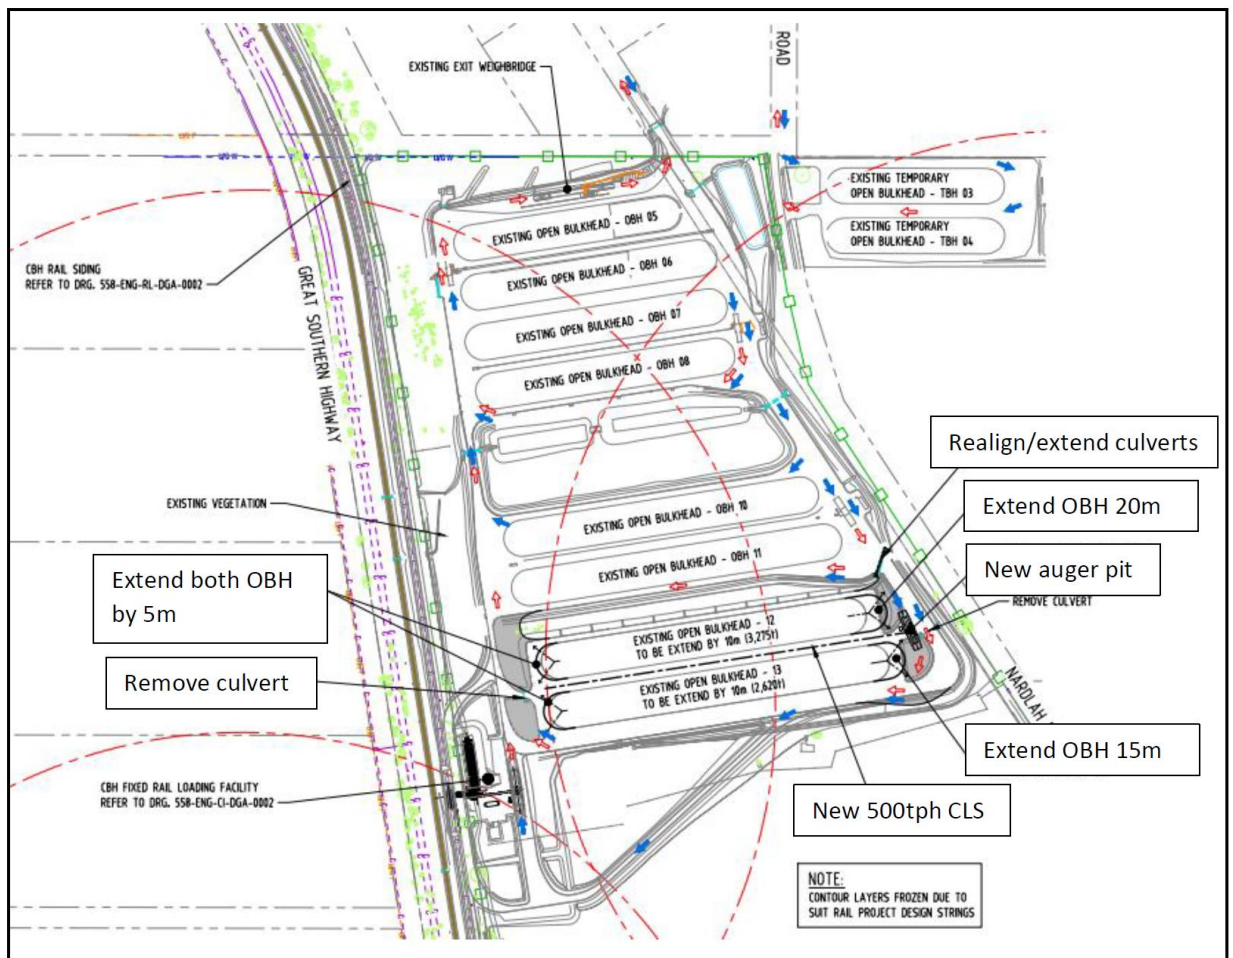 ROAD
EXISTING EXIT WEIGHBRIDGE
EXISTING TEMPORARY
OPEN BULKHEAD - TBH 03
EXISTING TEMPORARY
OPEN BULKHEAD - TBH 04
EXISTING OPEN BULKHEAD - OBH 05
EXISTING OPEN BULKHEAD - OBH 06
EXISTING OPEN BULKHEAD - OBH 07
EXISTING OPEN BULKHEAD - OBH 08
CBH RAIL SIDING
REFER TO DRG. 558-ENG-RL-DGA-0002
GREAT SOUTHERN HIGHWAY
Realign/extend culverts
EXISTING VEGETATION
EXISTING OPEN BULKHEAD - OBH 10
Extend OBH 20m
EXISTING OPEN BULKHEAD - OBH 11
New auger pit
Extend both OBH
by 5m
REMOVE CULVERT
EXISTING OPEN BULKHEAD - 12
TO BE EXTEND BY 10m (3,275t)
Remove culvert
EXISTING OPEN BULKHEAD - 13
TO BE EXTEND BY 10m (2,620t)
NARDLAH
Extend OBH 15m
CBH FIXED RAIL LOADING FACILITY
REFER TO DRG. 558-ENG-CI-DGA-0002
New 500tph CLS
NOTE:
CONTOUR LAYERS FROZEN DUE TO
SUIT RAIL PROJECT DESIGN STRINGS